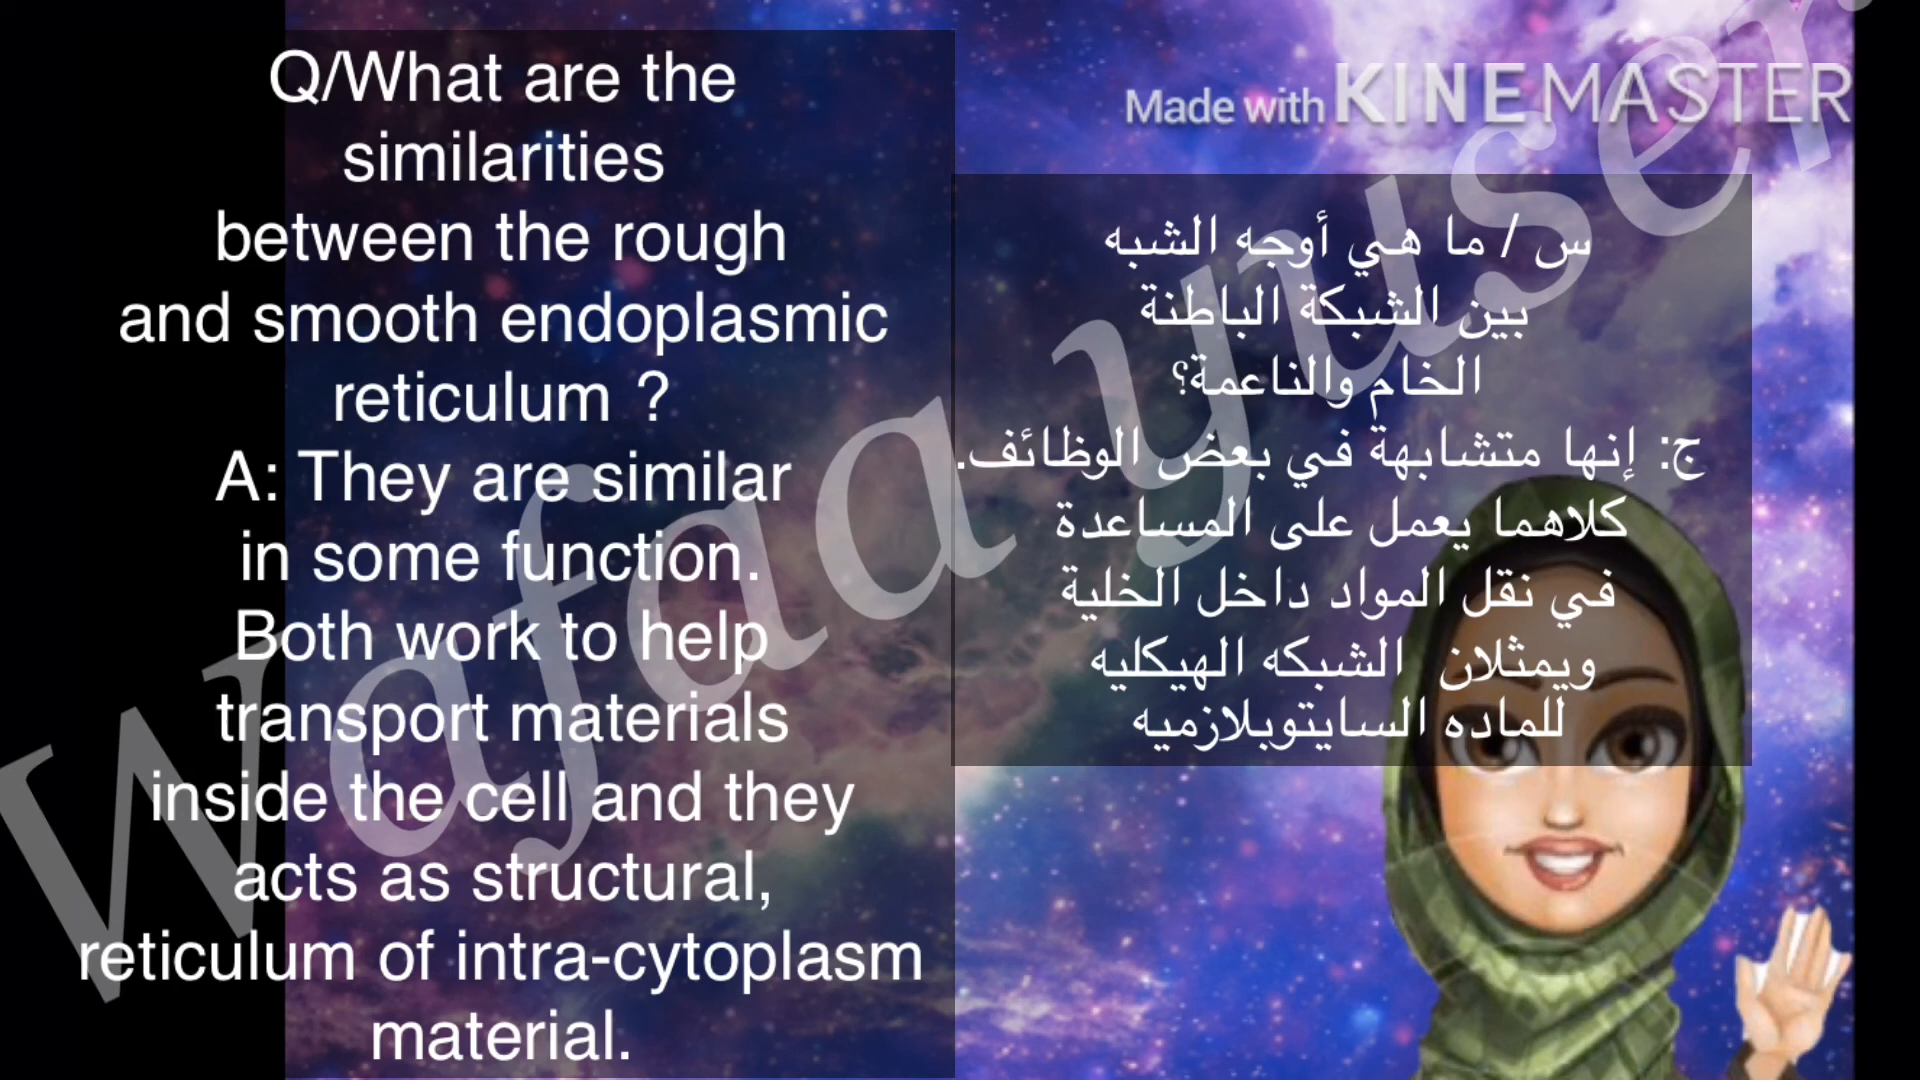 Q/What are the
similarities
between the rough
and smooth endoplasmic
reticulum ?
A: They are similar
in some function.
Both work to help
transport materials
inside the cell and they
acts as structural,
reticulum of intra-cytoplasm
material.
Made with KINEMASTER
س / ما هي أوجه الشبه
بين الشبكة الباطنة
الخام والناعمة؟
ج: إنها متشابهة في بعض الوظائف.
كلاهما يعمل على المساعدة
في نقل المواد داخل الخلية
ويمثلان الشبكه الهيكليه
للماده السايتوبلازميه
Wafaa yuser